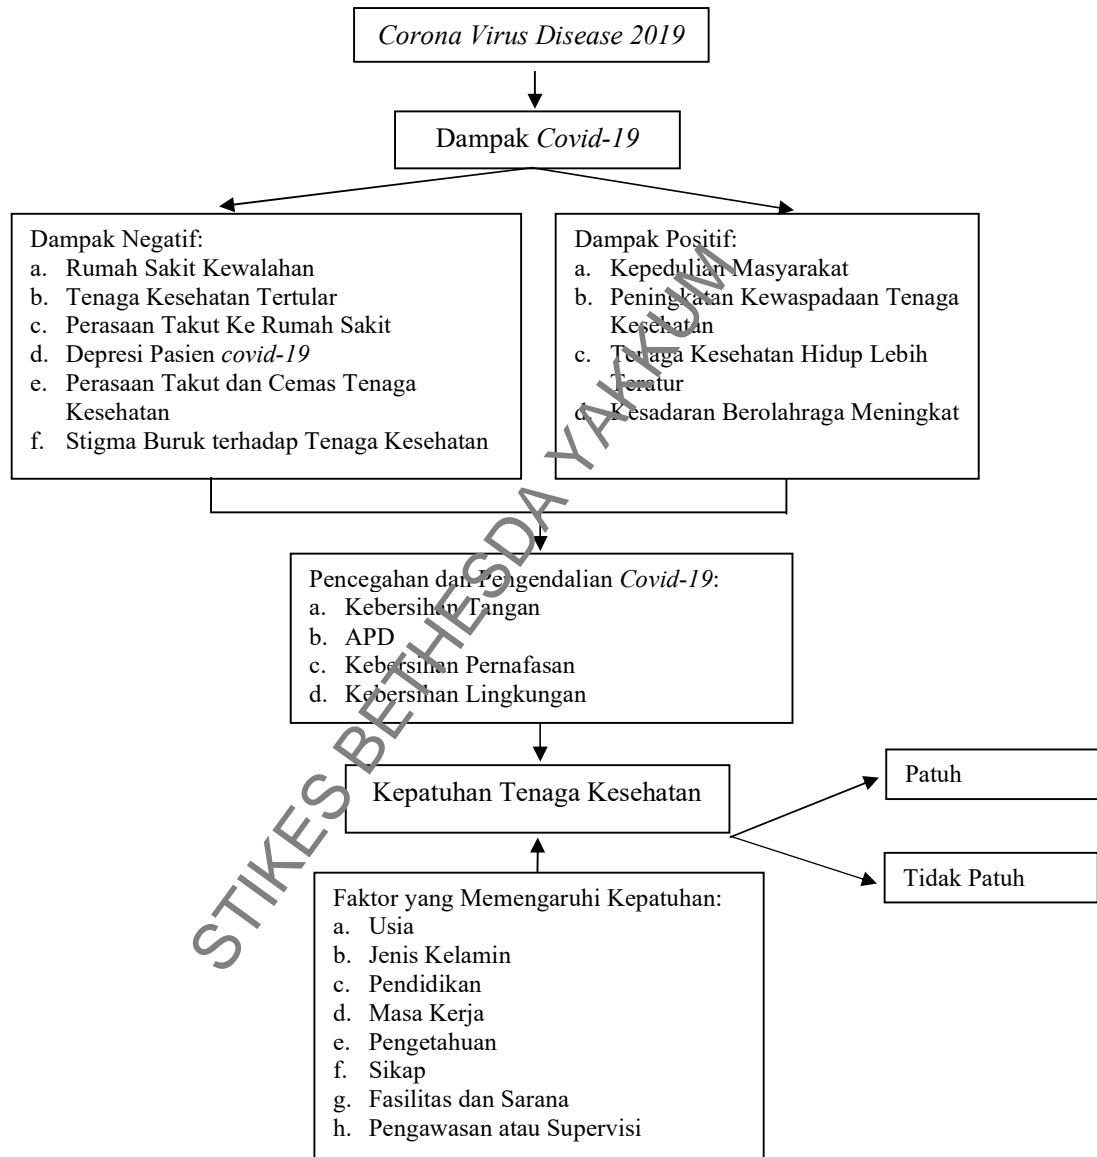 Corona Virus Disease 2019
Dampak Covid-19
Dampak Negatif:
a. Rumah Sakit Kewalahan
b. Tenaga Kesehatan Tertular
c. Perasaan Takut Ke Rumah Sakit
d. Depresi Pasien covid-19
e. Perasaan Takut dan Cemas Tenaga
Kesehatan
f. Stigma Buruk terhadap Tenaga Kesehatan
Dampak Positif:
a. Kepedulian Masyarakat
b. Peningkatan Kewaspadaan Tenaga
Kesehatan
c. Tenaga Kesehatan Hidup Lebih
Teratur
d. Kesadaran Berolahraga Meningkat
Pencegahan dan Pengendalian Covid-19:
a. Kebersihan Tangan
b. APD
c. Kebersihan Pernafasan
d. Kebersihan Lingkungan
Kepatuhan Tenaga Kesehatan
Patuh
Tidak Patuh
Faktor yang Memengaruhi Kepatuhan:
a. Usia
b. Jenis Kelamin
c. Pendidikan
d. Masa Kerja
e. Pengetahuan
f. Sikap
g. Fasilitas dan Sarana
h. Pengawasan atau Supervisi
STIKES BETHESDA YAKKUM